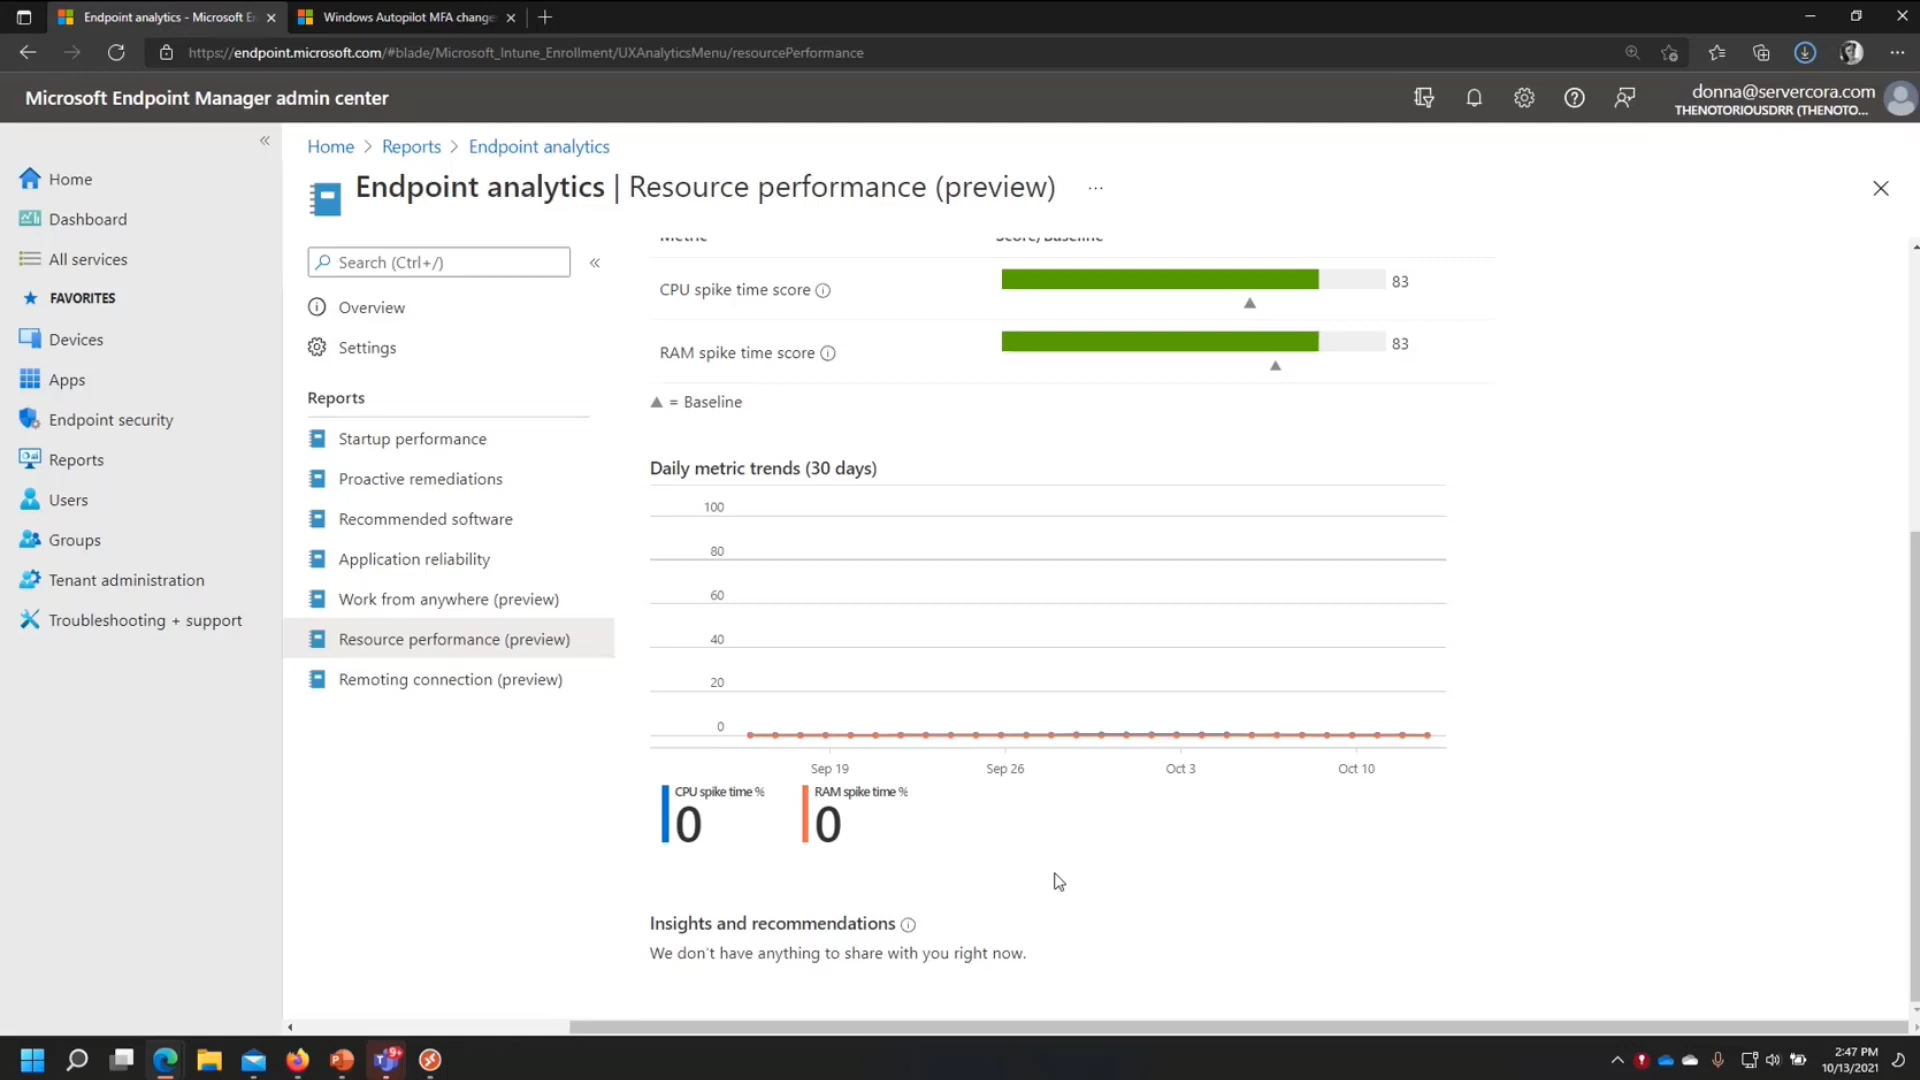 Endpoint analytics - Microsoft E
Windows Autopilot MFA change
https://endpoint.microsoft.com/#blade/Microsoft_Intune_Enrollment/UXAnalyticsMenu/resourcePerformance
Microsoft Endpoint Manager admin center
donna@servercora.com
THENOTORIOUSDRR (THENOTO...
Home > Reports > Endpoint analytics
Endpoint analytics | Resource performance (preview) ...
Home
Dashboard
All services
FAVORITES
Devices
Apps
Endpoint security
Reports
Users
Groups
Tenant administration
Troubleshooting + support
Search (Ctrl+/)
Overview
Settings
Reports
Startup performance
Proactive remediations
Recommended software
Application reliability
Work from anywhere (preview)
Resource performance (preview)
Remoting connection (preview)
Metric Score/Baseline
CPU spike time score 83
RAM spike time score 83
▲ = Baseline
Daily metric trends (30 days)
100
80
60
40
20
0
Sep 19 Sep 26 Oct 3 Oct 10
CPU spike time % RAM spike time %
0 0
Insights and recommendations
We don't have anything to share with you right now.
9+
2:47 PM
10/13/2021